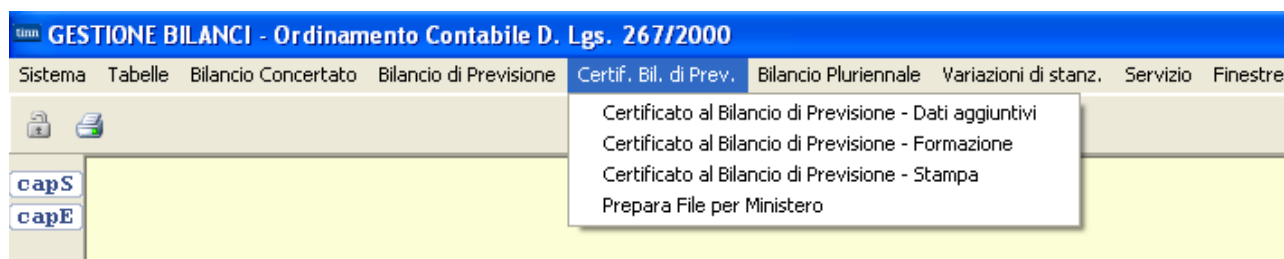 tinn GESTIONE BILANCI - Ordinamento Contabile D. Lgs. 267/2000
Sistema Tabelle Bilancio Concertato Bilancio di Previsione Certif. Bil. di Prev. Bilancio Pluriennale Variazioni di stanz. Servizio Finestre
Certificato al Bilancio di Previsione - Dati aggiuntivi
Certificato al Bilancio di Previsione - Formazione
Certificato al Bilancio di Previsione - Stampa
Prepara File per Ministero
capS
capE